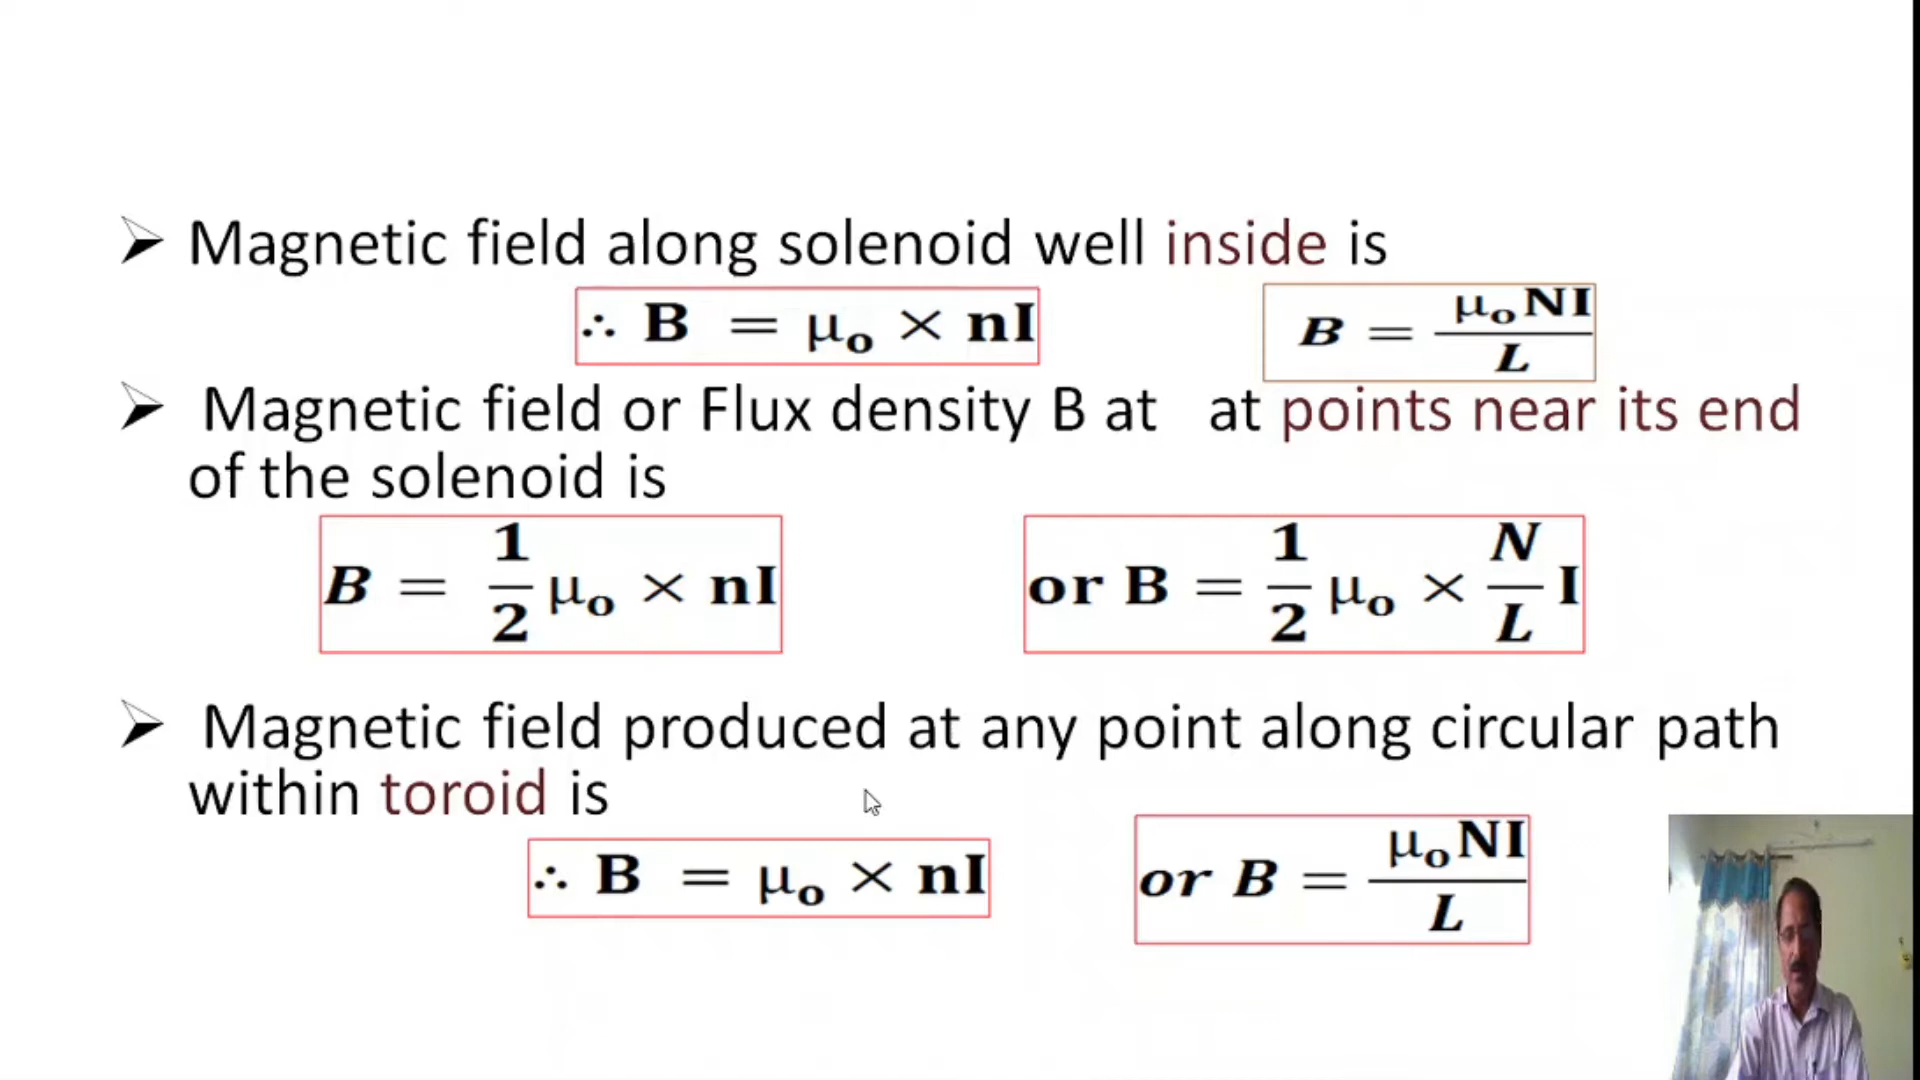 ➢ Magnetic field along solenoid well inside is
∴ B = μₒ × nI
B = μₒNI / L
➢ Magnetic field or Flux density B at at points near its end
of the solenoid is
B = 1/2 μₒ × nI
or B = 1/2 μₒ × N/L I
➢ Magnetic field produced at any point along circular path
within toroid is
∴ B = μₒ × nI
or B = μₒNI / L